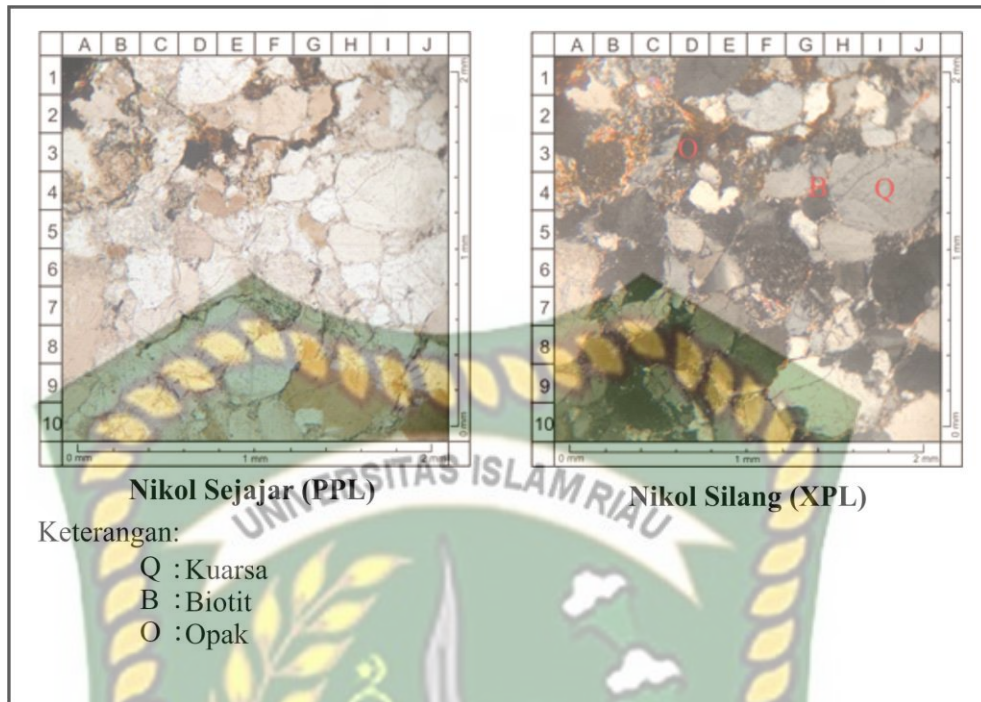 A B C D E F G H I J
A B C D E F G H I J
1
2
3
4
5
6
7
8
9
10
1
2
3
4
5
6
7
8
9
10
O
B
Q
2 mm
1 mm
0 mm
2 mm
1 mm
0 mm
0 mm 1 mm 2 mm
0 mm 1 mm 2 mm
Nikol Sejajar (PPL)
Nikol Silang (XPL)
UNIVERSITAS ISLAM RIAU
Keterangan:
Q : Kuarsa
B : Biotit
O : Opak